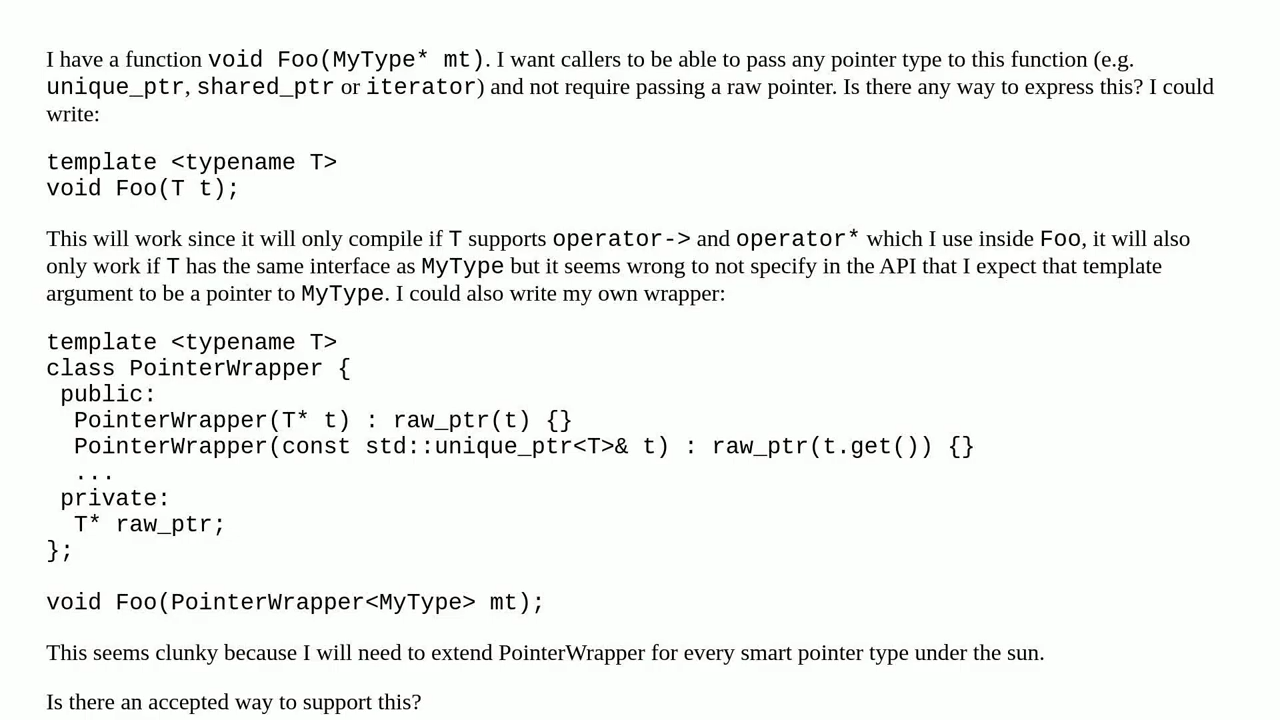 I have a function void Foo(MyType* mt). I want callers to be able to pass any pointer type to this function (e.g.
unique_ptr, shared_ptr or iterator) and not require passing a raw pointer. Is there any way to express this? I could
write:
template <typename T>
void Foo(T t);
This will work since it will only compile if T supports operator-> and operator* which I use inside Foo, it will also
only work if T has the same interface as MyType but it seems wrong to not specify in the API that I expect that template
argument to be a pointer to MyType. I could also write my own wrapper:
template <typename T>
class PointerWrapper {
 public:
  PointerWrapper(T* t) : raw_ptr(t) {}
  PointerWrapper(const std::unique_ptr<T>& t) : raw_ptr(t.get()) {}
  ...
 private:
  T* raw_ptr;
};
void Foo(PointerWrapper<MyType> mt);
This seems clunky because I will need to extend PointerWrapper for every smart pointer type under the sun.
Is there an accepted way to support this?